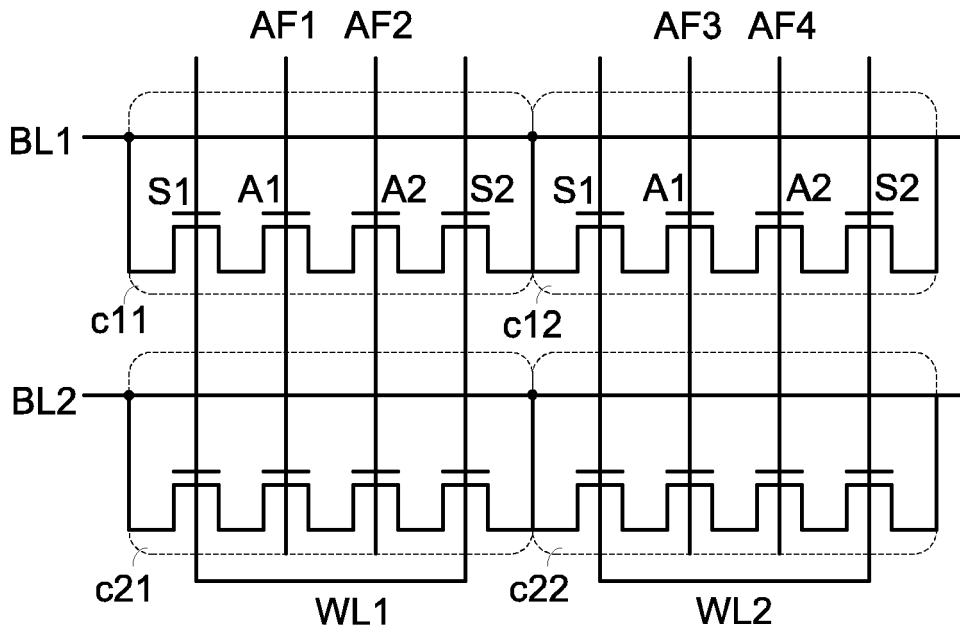 AF1 AF2 AF3 AF4
BL1
S1 A1 A2 S2 S1 A1 A2 S2
c11 c12
BL2
c21 c22
WL1 WL2